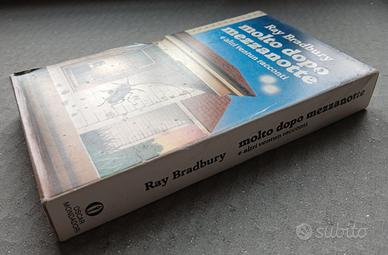 Ray Bradbury
molto dopo
mezzanotte
e altri ventun racconti
Ray Bradbury
molto dopo mezzanotte
e altri ventun racconti
OSCAR
MONDADORI
subito